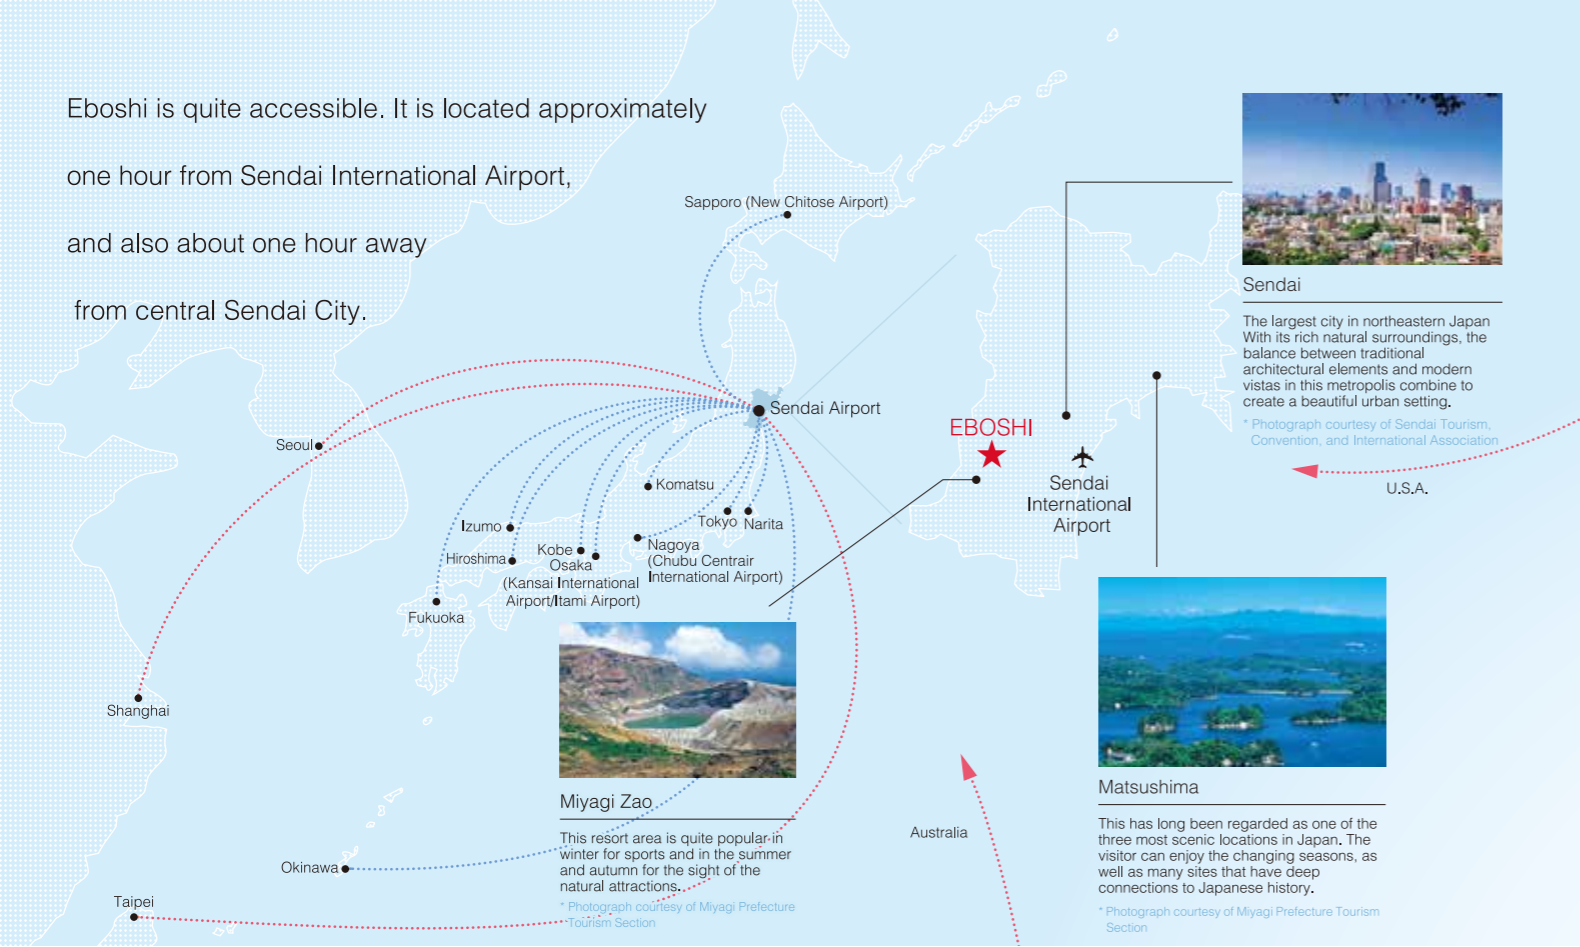 Eboshi is quite accessible. It is located approximately
one hour from Sendai International Airport,
and also about one hour away
from central Sendai City.
Sapporo (New Chitose Airport)
Sendai Airport
Seoul
Komatsu
Izumo
Tokyo
Narita
Hiroshima
Kobe
Osaka
(Kansai International
Airport/Itami Airport)
Nagoya
(Chubu Centrair
International Airport)
Fukuoka
Shanghai
Okinawa
Taipei
EBOSHI
Sendai
International
Airport
U.S.A.
Australia
Sendai
The largest city in northeastern Japan
With its rich natural surroundings, the
balance between traditional
architectural elements and modern
vistas in this metropolis combine to
create a beautiful urban setting.
* Photograph courtesy of Sendai Tourism,
Convention, and International Association
Miyagi Zao
This resort area is quite popular in
winter for sports and in the summer
and autumn for the sight of the
natural attractions.
* Photograph courtesy of Miyagi Prefecture
Tourism Section
Matsushima
This has long been regarded as one of the
three most scenic locations in Japan. The
visitor can enjoy the changing seasons, as
well as many sites that have deep
connections to Japanese history.
* Photograph courtesy of Miyagi Prefecture Tourism
Section